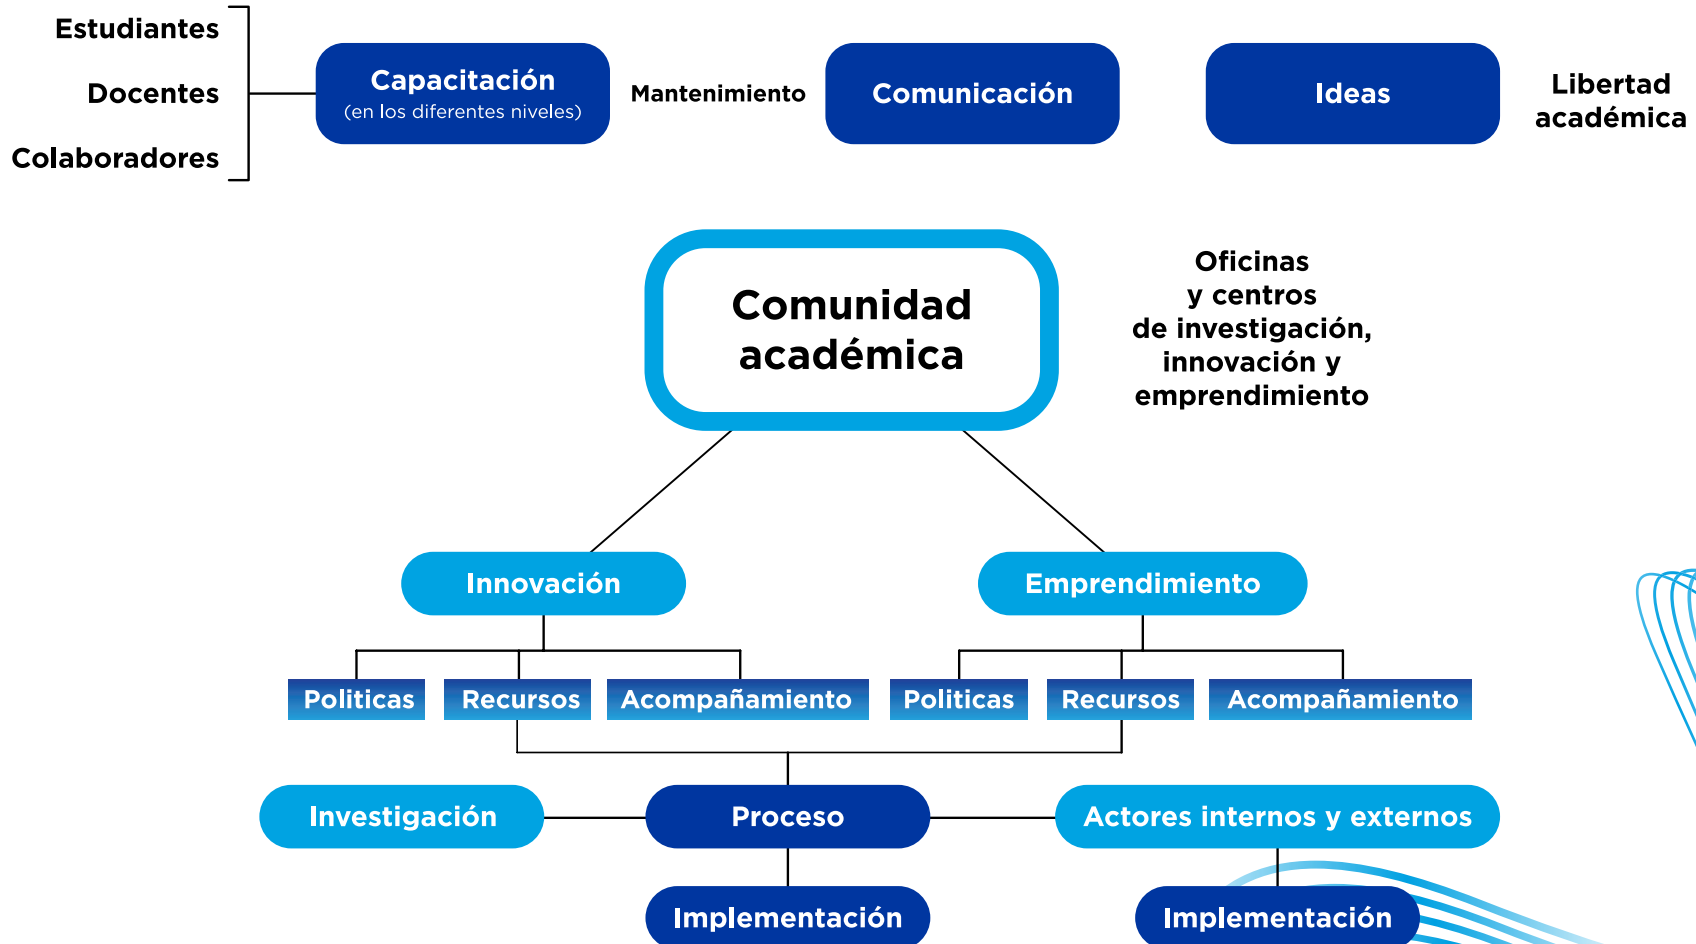 Estudiantes
Docentes
Colaboradores
Capacitación
(en los diferentes niveles)
Mantenimiento
Comunicación
Ideas
Libertad
académica
Comunidad
académica
Oficinas
y centros
de investigación,
innovación y
emprendimiento
Innovación
Emprendimiento
Politicas
Recursos
Acompañamiento
Politicas
Recursos
Acompañamiento
Investigación
Proceso
Actores internos y externos
Implementación
Implementación